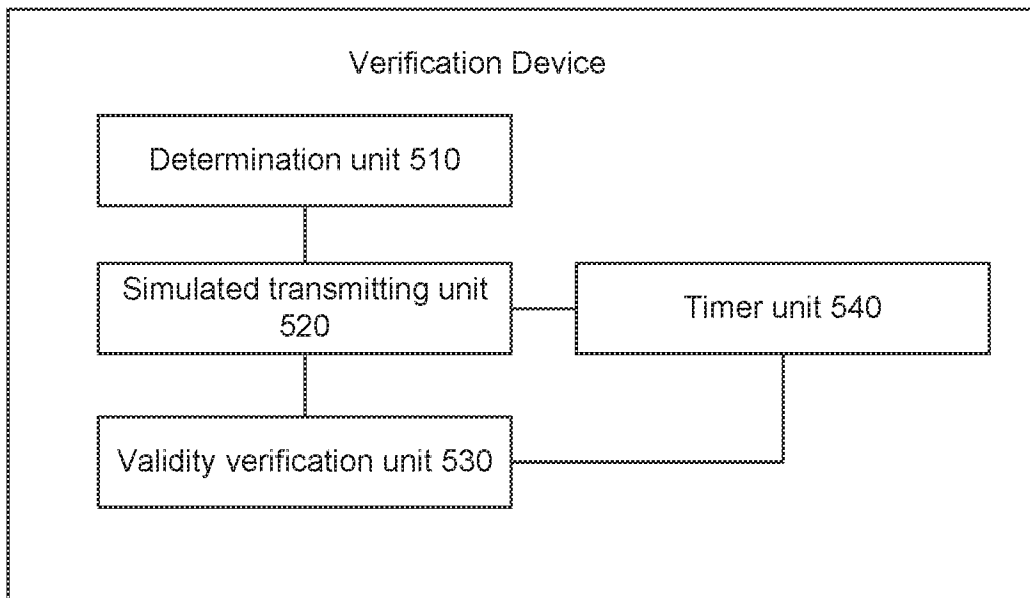 Verification Device
Determination unit 510
Simulated transmitting unit
520
Timer unit 540
Validity verification unit 530